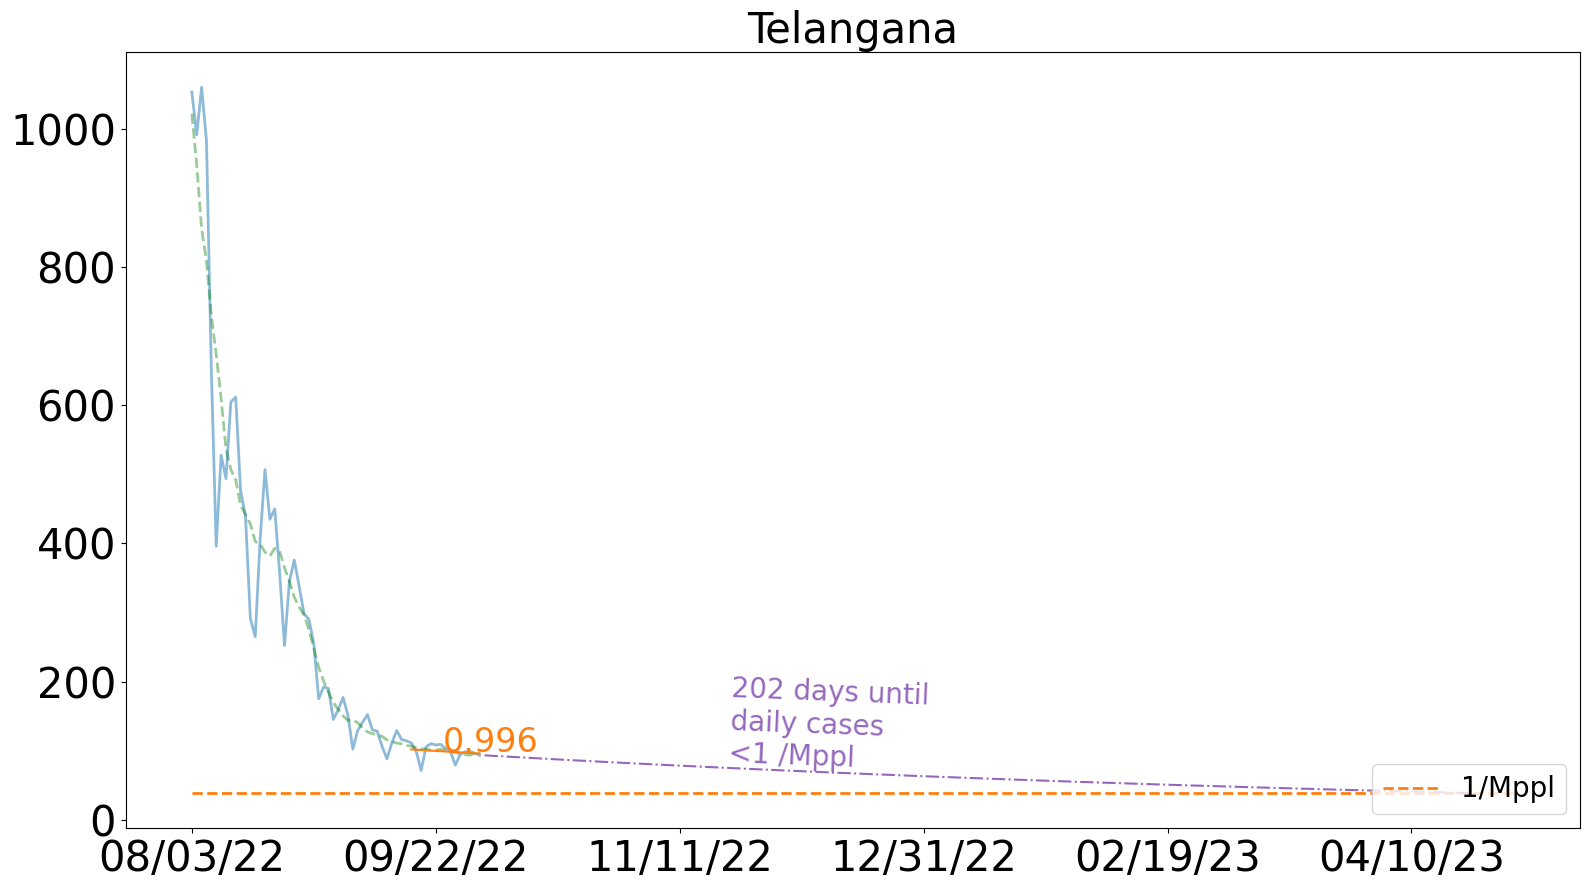 Telangana
1000
800
600
400
200
0
0.996
202 days until
daily cases
<1 /Mppl
1/Mppl
08/03/22
09/22/22
11/11/22
12/31/22
02/19/23
04/10/23